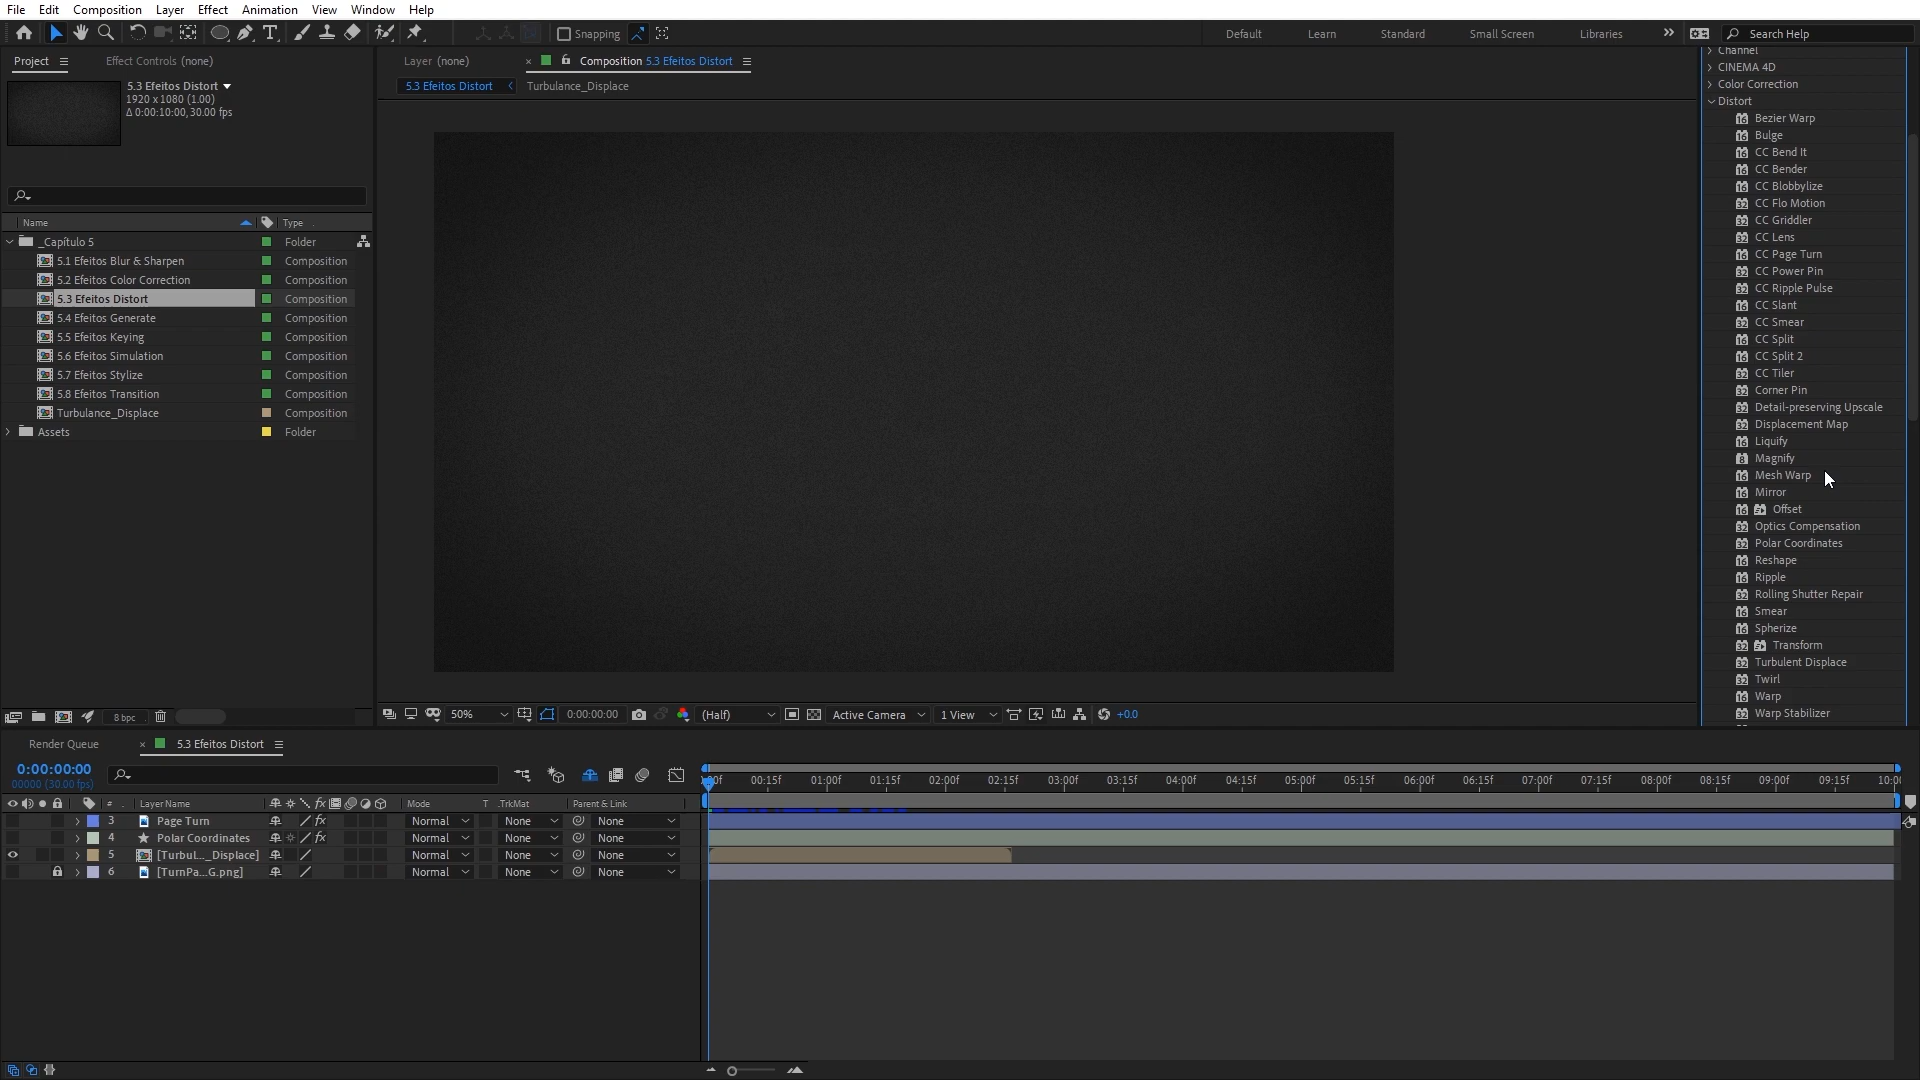 File Edit Composition Layer Effect Animation View Window Help
Snapping Default Learn Standard Small Screen Libraries Search Help
Project Effect Controls (none)
5.3 Efeitos Distort
1920 x 1080 (1.00)
Δ 0:00:10:00, 30.00 fps
Name Type
_Capítulo 5 Folder
5.1 Efeitos Blur & Sharpen Composition
5.2 Efeitos Color Correction Composition
5.3 Efeitos Distort Composition
5.4 Efeitos Generate Composition
5.5 Efeitos Keying Composition
5.6 Efeitos Simulation Composition
5.7 Efeitos Stylize Composition
5.8 Efeitos Transition Composition
Turbulance_Displace Composition
Assets Folder
8 bpc
Layer (none) Composition 5.3 Efeitos Distort
5.3 Efeitos Distort Turbulance_Displace
50% 0:00:00:00 (Half) Active Camera 1 View +0.0
Channel
CINEMA 4D
Color Correction
Distort
Bezier Warp
Bulge
CC Bend It
CC Bender
CC Blobbylize
CC Flo Motion
CC Griddler
CC Lens
CC Page Turn
CC Power Pin
CC Ripple Pulse
CC Slant
CC Smear
CC Split
CC Split 2
CC Tiler
Corner Pin
Detail-preserving Upscale
Displacement Map
Liquify
Magnify
Mesh Warp
Mirror
Offset
Optics Compensation
Polar Coordinates
Reshape
Ripple
Rolling Shutter Repair
Smear
Spherize
Transform
Turbulent Displace
Twirl
Warp
Warp Stabilizer
Render Queue 5.3 Efeitos Distort
0:00:00:00
00000 (30.00 fps)
00:15f 01:00f 01:15f 02:00f 02:15f 03:00f 03:15f 04:00f 04:15f 05:00f 05:15f 06:00f 06:15f 07:00f 07:15f 08:00f 08:15f 09:00f 09:15f
# Layer Name Mode T .TrkMat Parent & Link
3 Page Turn Normal None None
4 Polar Coordinates Normal None None
5 [Turbul..._Displace] Normal None None
6 [TurnPa...G.png] Normal None None